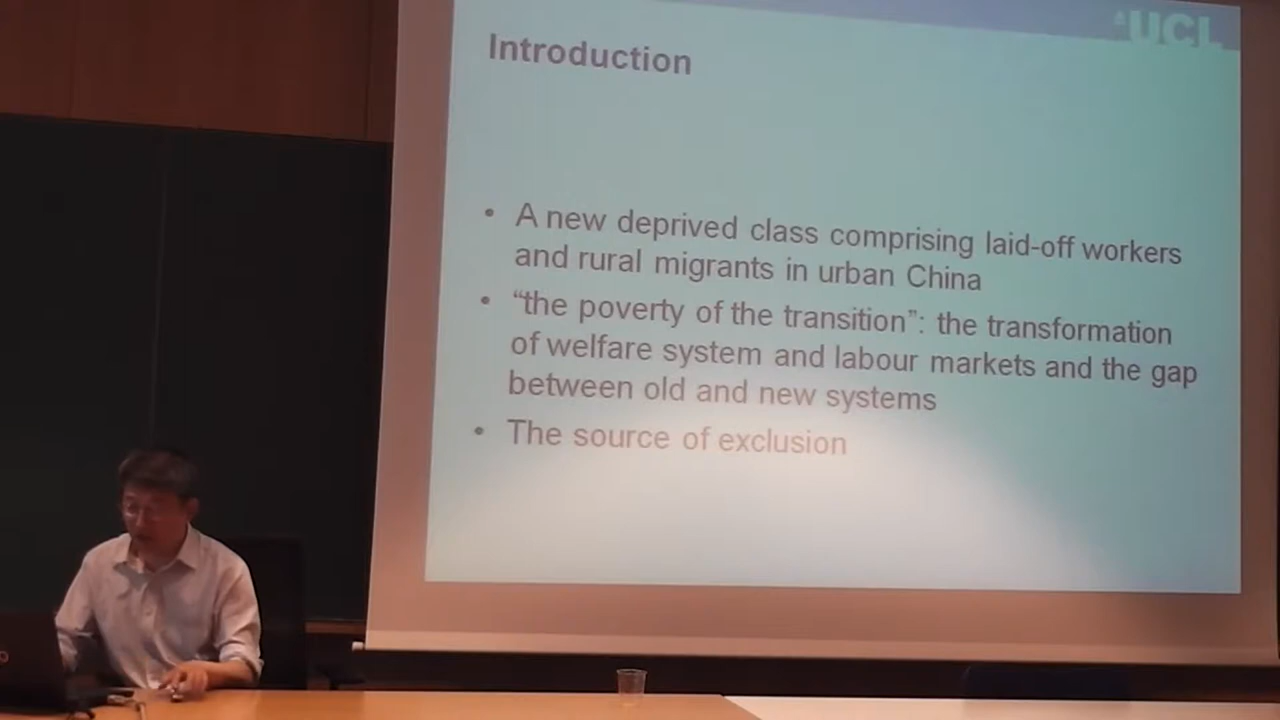 UCL
Introduction
• A new deprived class comprising laid-off workers
and rural migrants in urban China
• “the poverty of the transition”: the transformation
of welfare system and labour markets and the gap
between old and new systems
• The source of exclusion